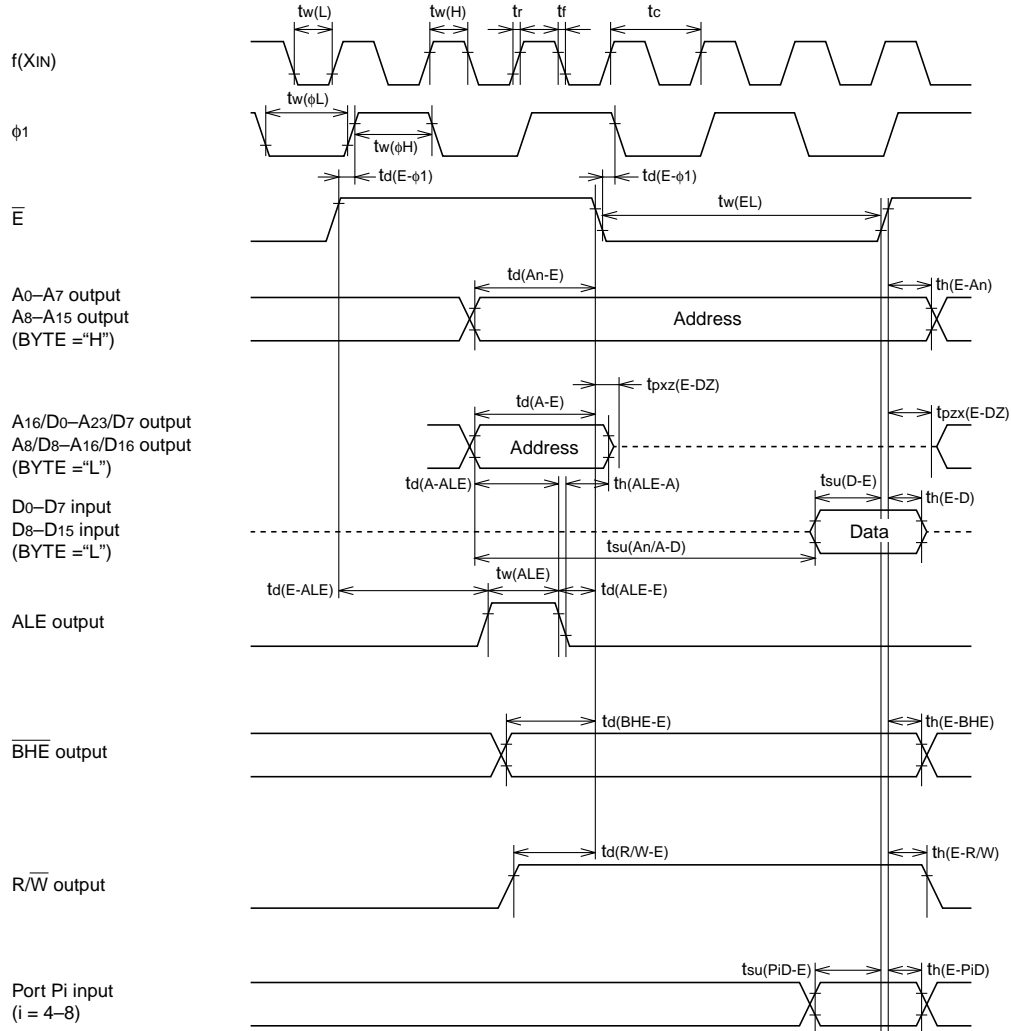 tw(L) tw(H) tr tf tc
f(XIN)
tw(ϕL)
ϕ1
tw(ϕH)
td(E-ϕ1) td(E-ϕ1)
tw(EL)
E̅
td(An-E) th(E-An)
A0–A7 output
A8–A15 output
(BYTE =“H”)
Address
tpxz(E-DZ)
td(A-E) tpzx(E-DZ)
A16/D0–A23/D7 output
A8/D8–A16/D16 output
(BYTE =“L”)
Address
td(A-ALE) th(ALE-A) tsu(D-E) th(E-D)
D0–D7 input
D8–D15 input
(BYTE =“L”)
Data
tsu(An/A-D)
tw(ALE)
td(E-ALE) td(ALE-E)
ALE output
td(BHE-E) th(E-BHE)
B̅H̅E̅ output
td(R/W-E) th(E-R/W)
R/W̅ output
tsu(PiD-E) th(E-PiD)
Port Pi input
(i = 4–8)